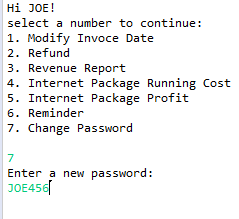 Hi JOE!
select a number to continue:
1. Modify Invoce Date
2. Refund
3. Revenue Report
4. Internet Package Running Cost
5. Internet Package Profit
6. Reminder
7. Change Password
7
Enter a new password:
JOE456